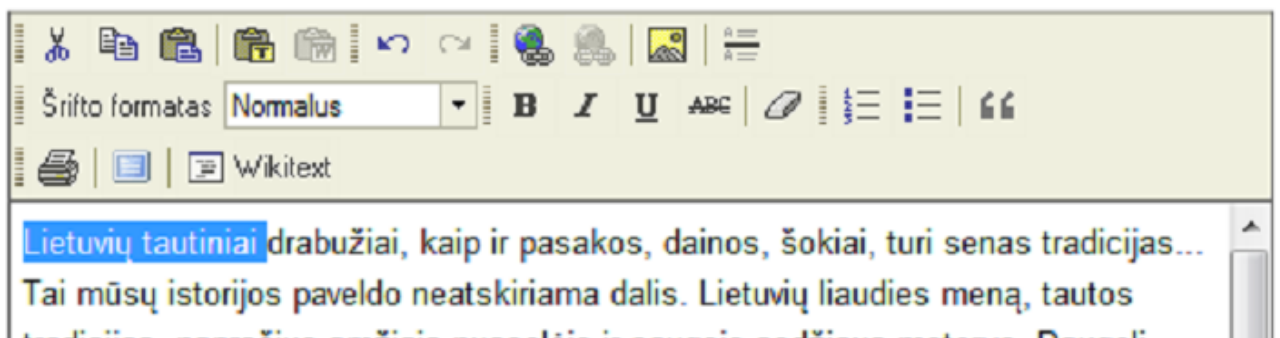 Šrifto formatas Normalus B I U ABC
Wikitext
Lietuvių tautiniai drabužiai, kaip ir pasakos, dainos, šokiai, turi senas tradicijas...
Tai mūsų istorijos paveldo neatskiriama dalis. Lietuvių liaudies meną, tautos